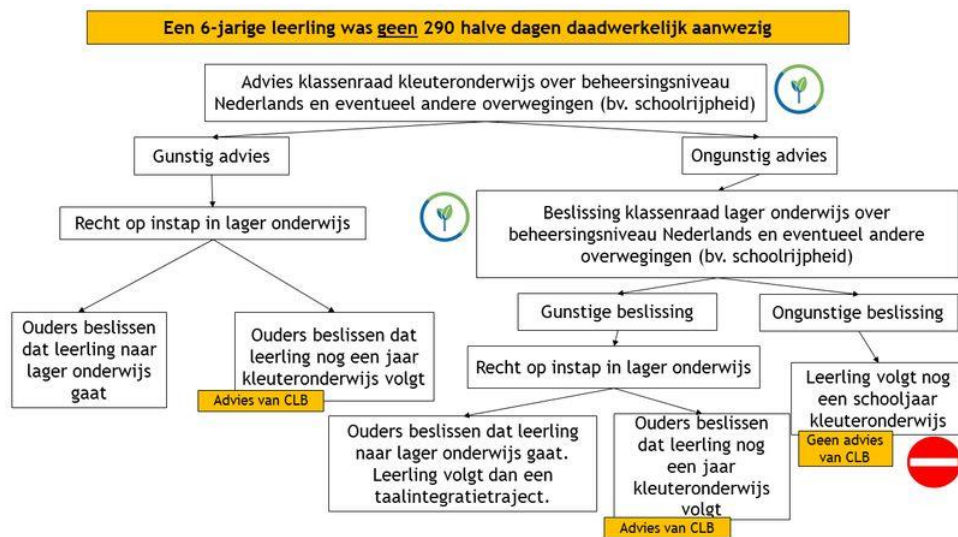 Een 6-jarige leerling was geen 290 halve dagen daadwerkelijk aanwezig
Advies klassenraad kleuteronderwijs over beheersingsniveau
Nederlands en eventueel andere overwegingen (bv. schoolrijpheid)
Gunstig advies
Ongunstig advies
Recht op instap in lager onderwijs
Beslissing klassenraad lager onderwijs over
beheersingsniveau Nederlands en eventueel andere
overwegingen (bv. schoolrijpheid)
Gunstige beslissing
Ongunstige beslissing
Ouders beslissen
dat leerling naar
lager onderwijs
gaat
Ouders beslissen dat
leerling nog een jaar
kleuteronderwijs volgt
Advies van CLB
Recht op instap in lager onderwijs
Leerling volgt nog
een schooljaar
kleuteronderwijs
Geen advies
van CLB
Ouders beslissen dat leerling
naar lager onderwijs gaat.
Leerling volgt dan een
taalintegratietraject.
Ouders beslissen
dat leerling nog
een jaar
kleuteronderwijs
volgt
Advies van CLB